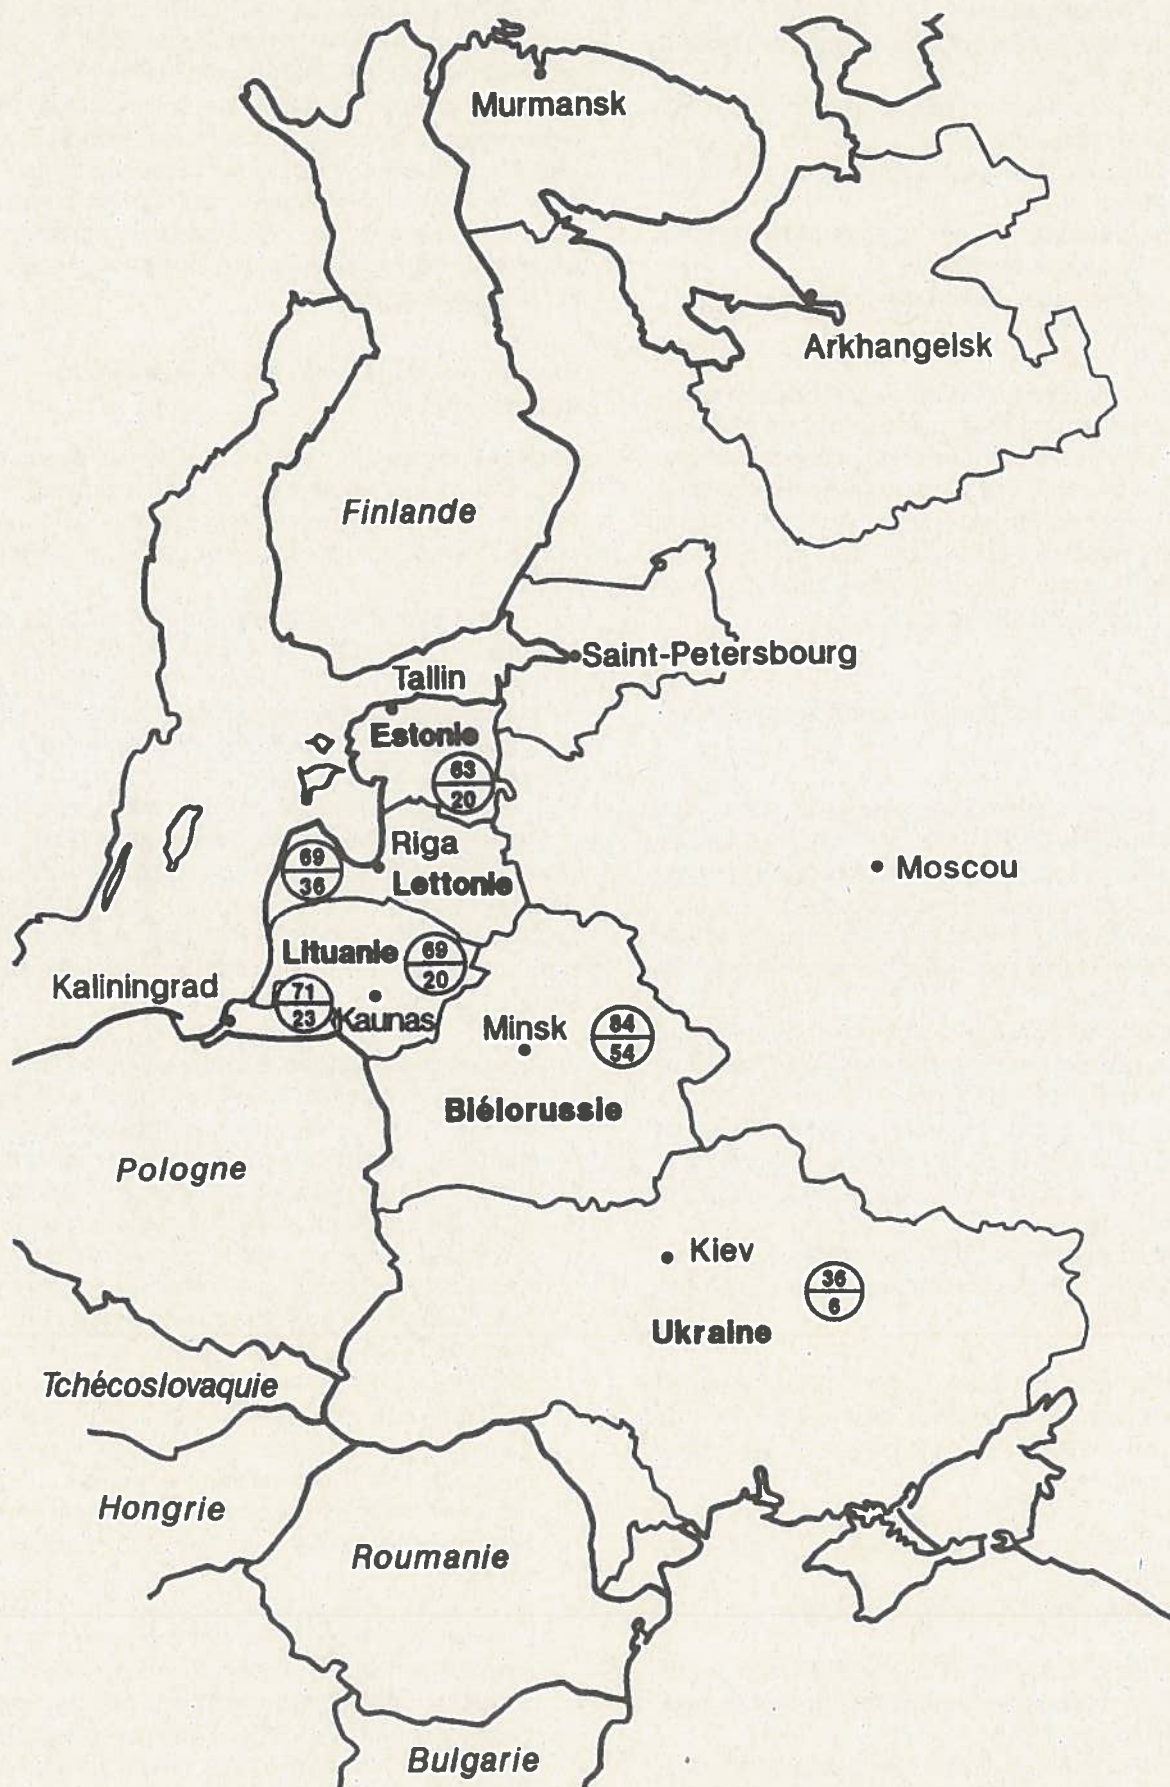 Murmansk
Arkhangelsk
Finlande
Saint-Petersbourg
Tallin
Estonie
63
20
Riga
69
36
Lettonie
Moscou
Lituanie
69
20
Kaliningrad
71
23
Kaunas
Minsk
84
54
Biélorussie
Pologne
Kiev
36
6
Ukraine
Tchécoslovaquie
Hongrie
Roumanie
Bulgarie